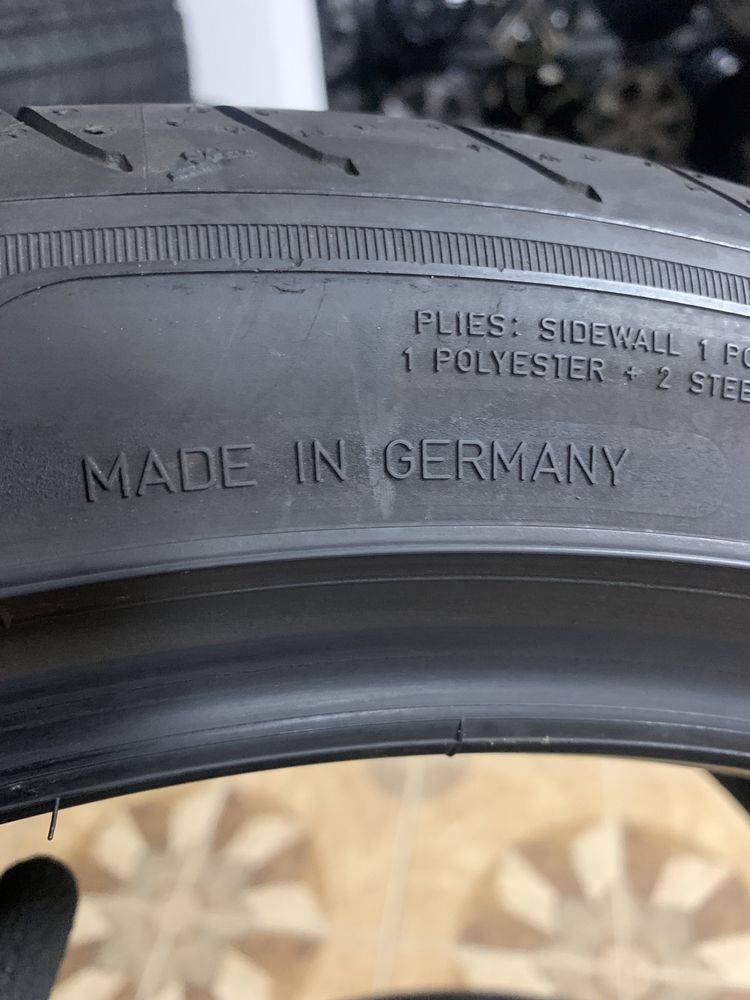 PLIES: SIDEWALL 1
1 POLYESTER + 2
MADE IN GERMANY